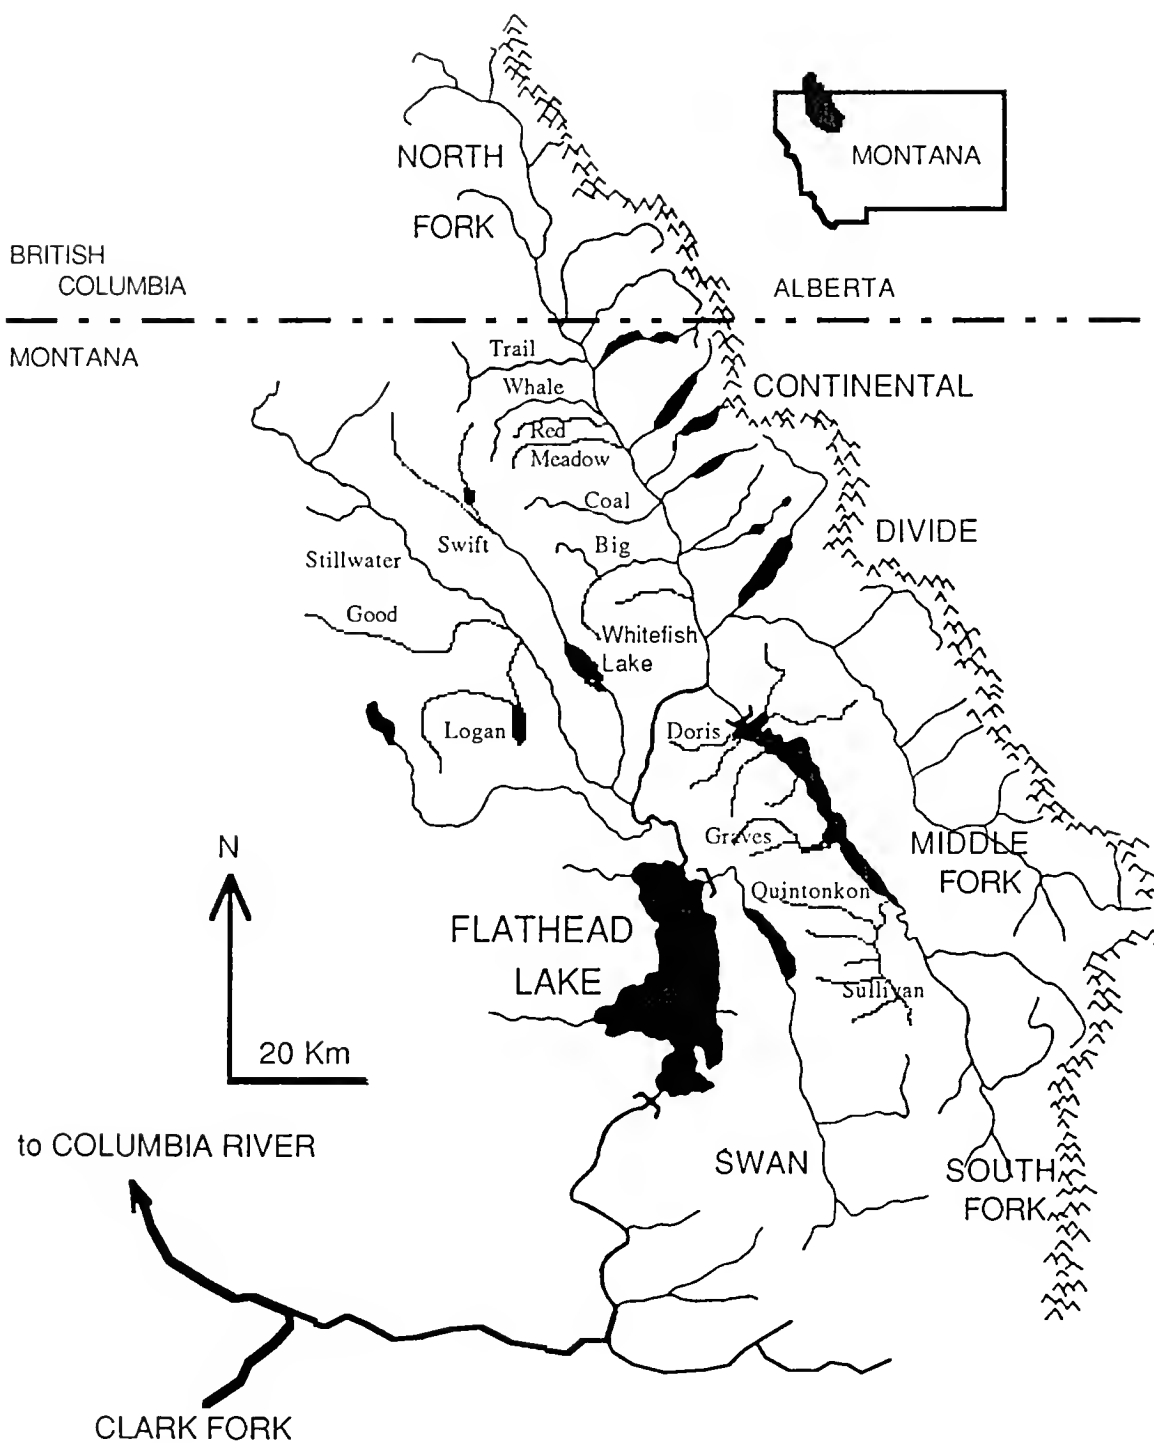 NORTH
FORK
MONTANA
BRITISH
COLUMBIA
ALBERTA
MONTANA
Trail
Whale
CONTINENTAL
Red
Meadow
Coal
DIVIDE
Swift
Big
Stillwater
Good
Whitefish
Lake
Logan
Doris
Graves
MIDDLE
FORK
N
Quintonkon
FLATHEAD
LAKE
Sullivan
20 Km
to COLUMBIA RIVER
SWAN
SOUTH
FORK
CLARK FORK